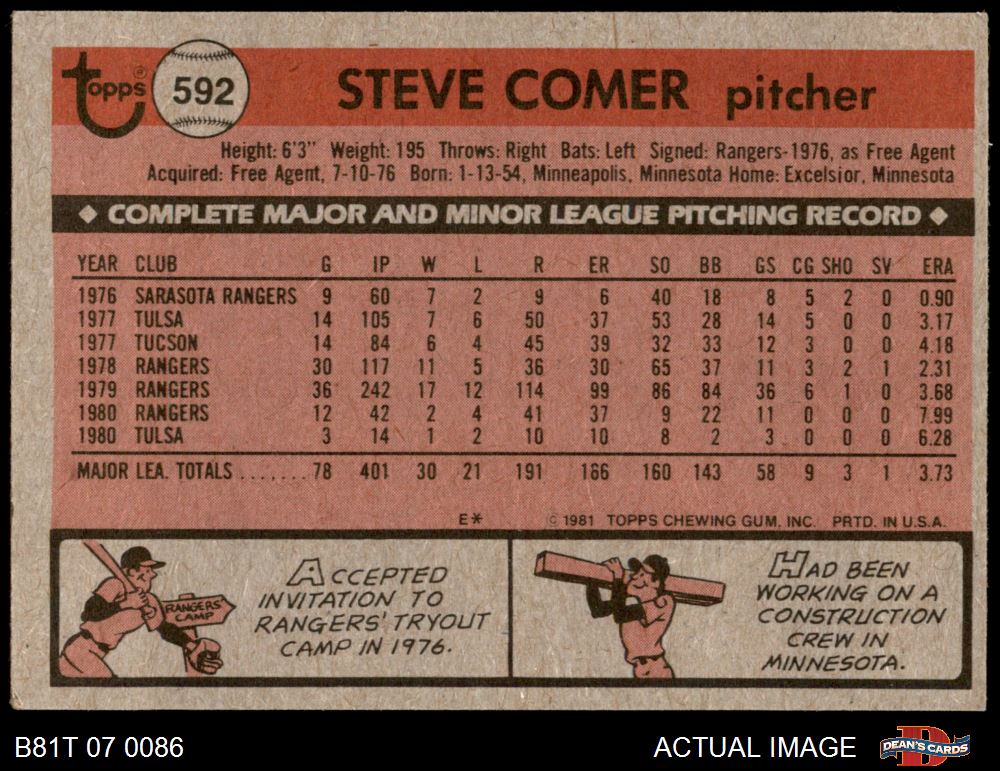 topps® 592 STEVE COMER pitcher
Height: 6'3" Weight: 195 Throws: Right Bats: Left Signed: Rangers-1976, as Free Agent
Acquired: Free Agent, 7-10-76 Born: 1-13-54, Minneapolis, Minnesota Home: Excelsior, Minnesota
◆ COMPLETE MAJOR AND MINOR LEAGUE PITCHING RECORD ◆
YEAR CLUB G IP W L R ER SO BB GS CG SHO SV ERA
1976 SARASOTA RANGERS 9 60 7 2 9 6 40 18 8 5 2 0 0.90
1977 TULSA 14 105 7 6 50 37 53 28 14 5 0 0 3.17
1977 TUCSON 14 84 6 4 45 39 32 33 12 3 0 0 4.18
1978 RANGERS 30 117 11 5 36 30 65 37 11 3 2 1 2.31
1979 RANGERS 36 242 17 12 114 99 86 84 36 6 1 0 3.68
1980 RANGERS 12 42 2 4 41 37 9 22 11 0 0 0 7.99
1980 TULSA 3 14 1 2 10 10 8 2 3 0 0 0 6.28
MAJOR LEA. TOTALS ....... 78 401 30 21 191 166 160 143 58 9 3 1 3.73
E* © 1981 TOPPS CHEWING GUM, INC. PRTD. IN U.S.A.
RANGERS'
CAMP
ACCEPTED
INVITATION TO
RANGERS' TRYOUT
CAMP IN 1976.
HAD BEEN
WORKING ON A
CONSTRUCTION
CREW IN
MINNESOTA.
B81T 07 0086 ACTUAL IMAGE DEAN'S CARDS